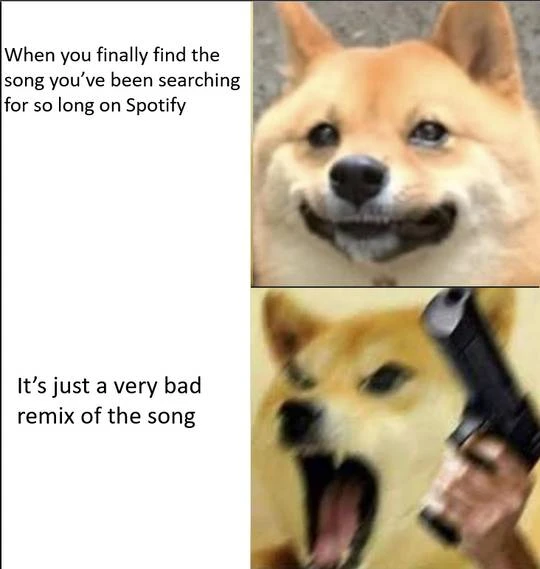 When you finally find the
song you’ve been searching
for so long on Spotify
It’s just a very bad
remix of the song